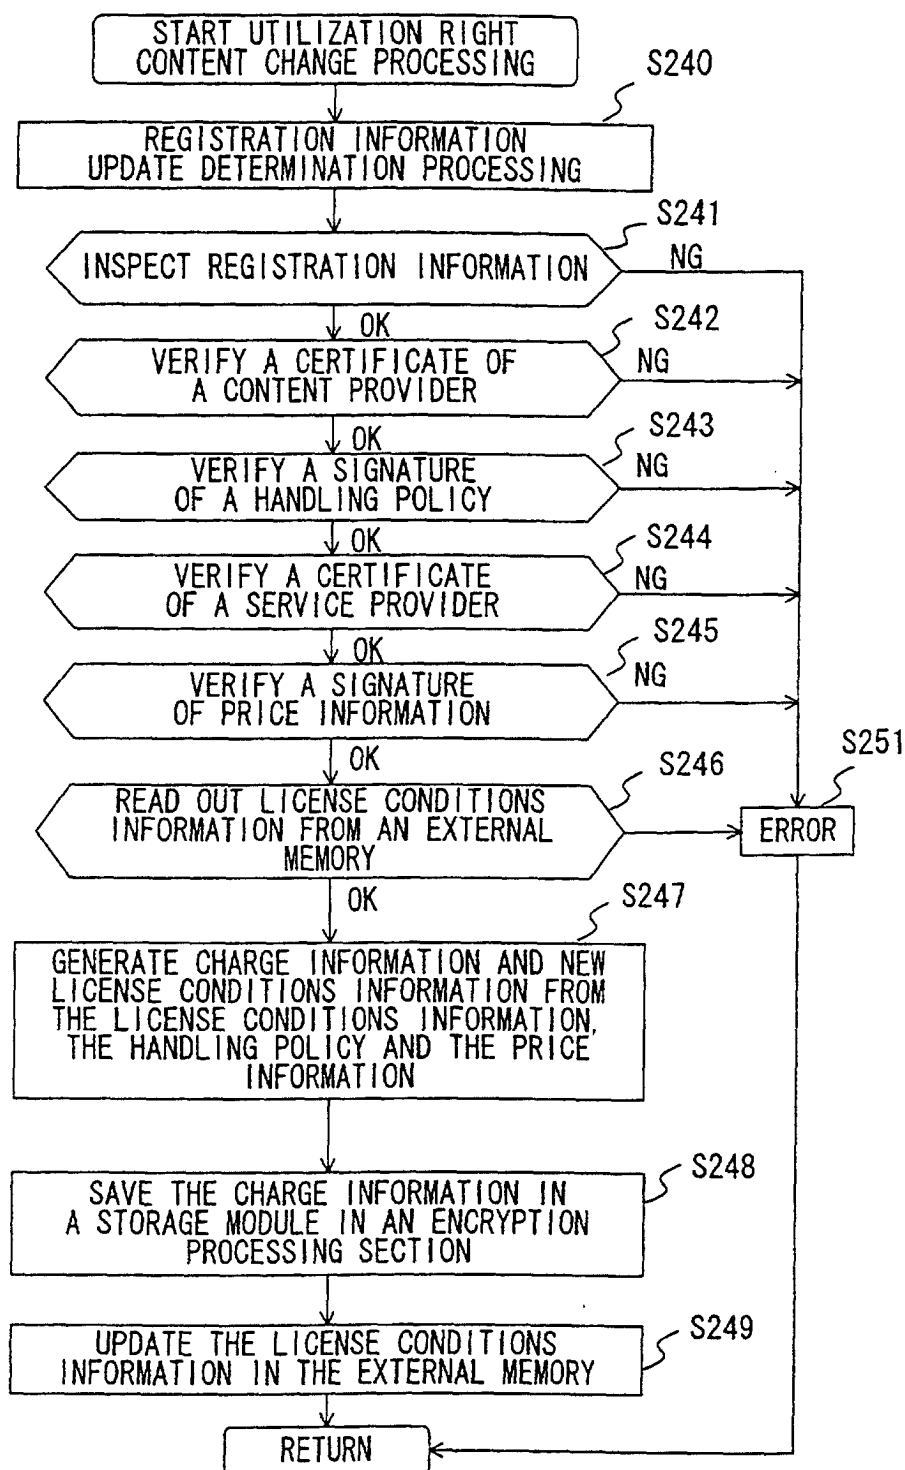 START UTILIZATION RIGHT
CONTENT CHANGE PROCESSING
S240
REGISTRATION INFORMATION
UPDATE DETERMINATION PROCESSING
S241
INSPECT REGISTRATION INFORMATION
NG
OK
S242
VERIFY A CERTIFICATE OF
A CONTENT PROVIDER
NG
OK
S243
VERIFY A SIGNATURE
OF A HANDLING POLICY
NG
OK
S244
VERIFY A CERTIFICATE
OF A SERVICE PROVIDER
NG
OK
S245
VERIFY A SIGNATURE
OF PRICE INFORMATION
NG
OK
S246
READ OUT LICENSE CONDITIONS
INFORMATION FROM AN EXTERNAL
MEMORY
S251
ERROR
OK
S247
GENERATE CHARGE INFORMATION AND NEW
LICENSE CONDITIONS INFORMATION FROM
THE LICENSE CONDITIONS INFORMATION,
THE HANDLING POLICY AND THE PRICE
INFORMATION
S248
SAVE THE CHARGE INFORMATION IN
A STORAGE MODULE IN AN ENCRYPTION
PROCESSING SECTION
S249
UPDATE THE LICENSE CONDITIONS
INFORMATION IN THE EXTERNAL MEMORY
RETURN